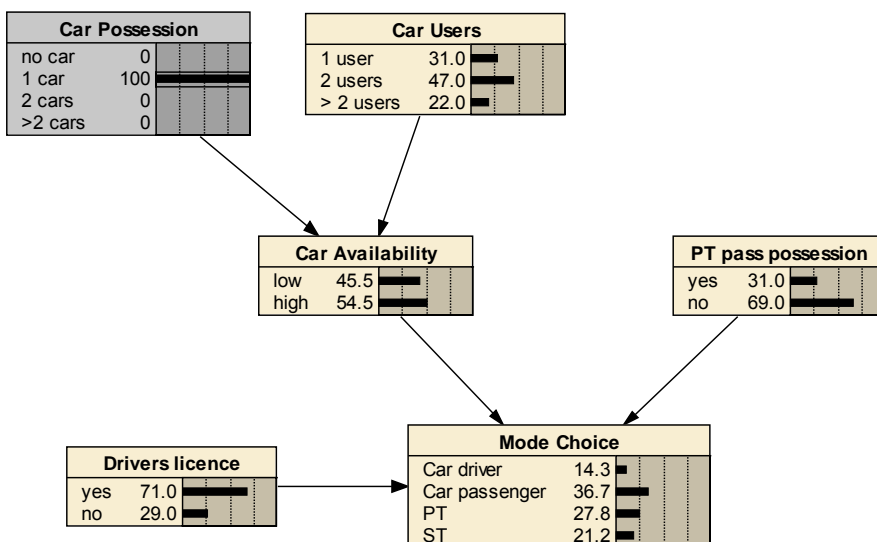 Car Possession
no car 0
1 car 100
2 cars 0
>2 cars 0
Car Users
1 user 31.0
2 users 47.0
> 2 users 22.0
Car Availability
low 45.5
high 54.5
PT pass possession
yes 31.0
no 69.0
Drivers licence
yes 71.0
no 29.0
Mode Choice
Car driver 14.3
Car passenger 36.7
PT 27.8
ST 21.2